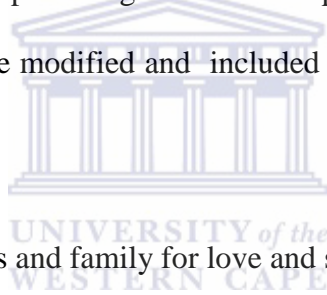 e modified and included
UNIVERSITY of the
s and family for love and s
WESTERN CAPE